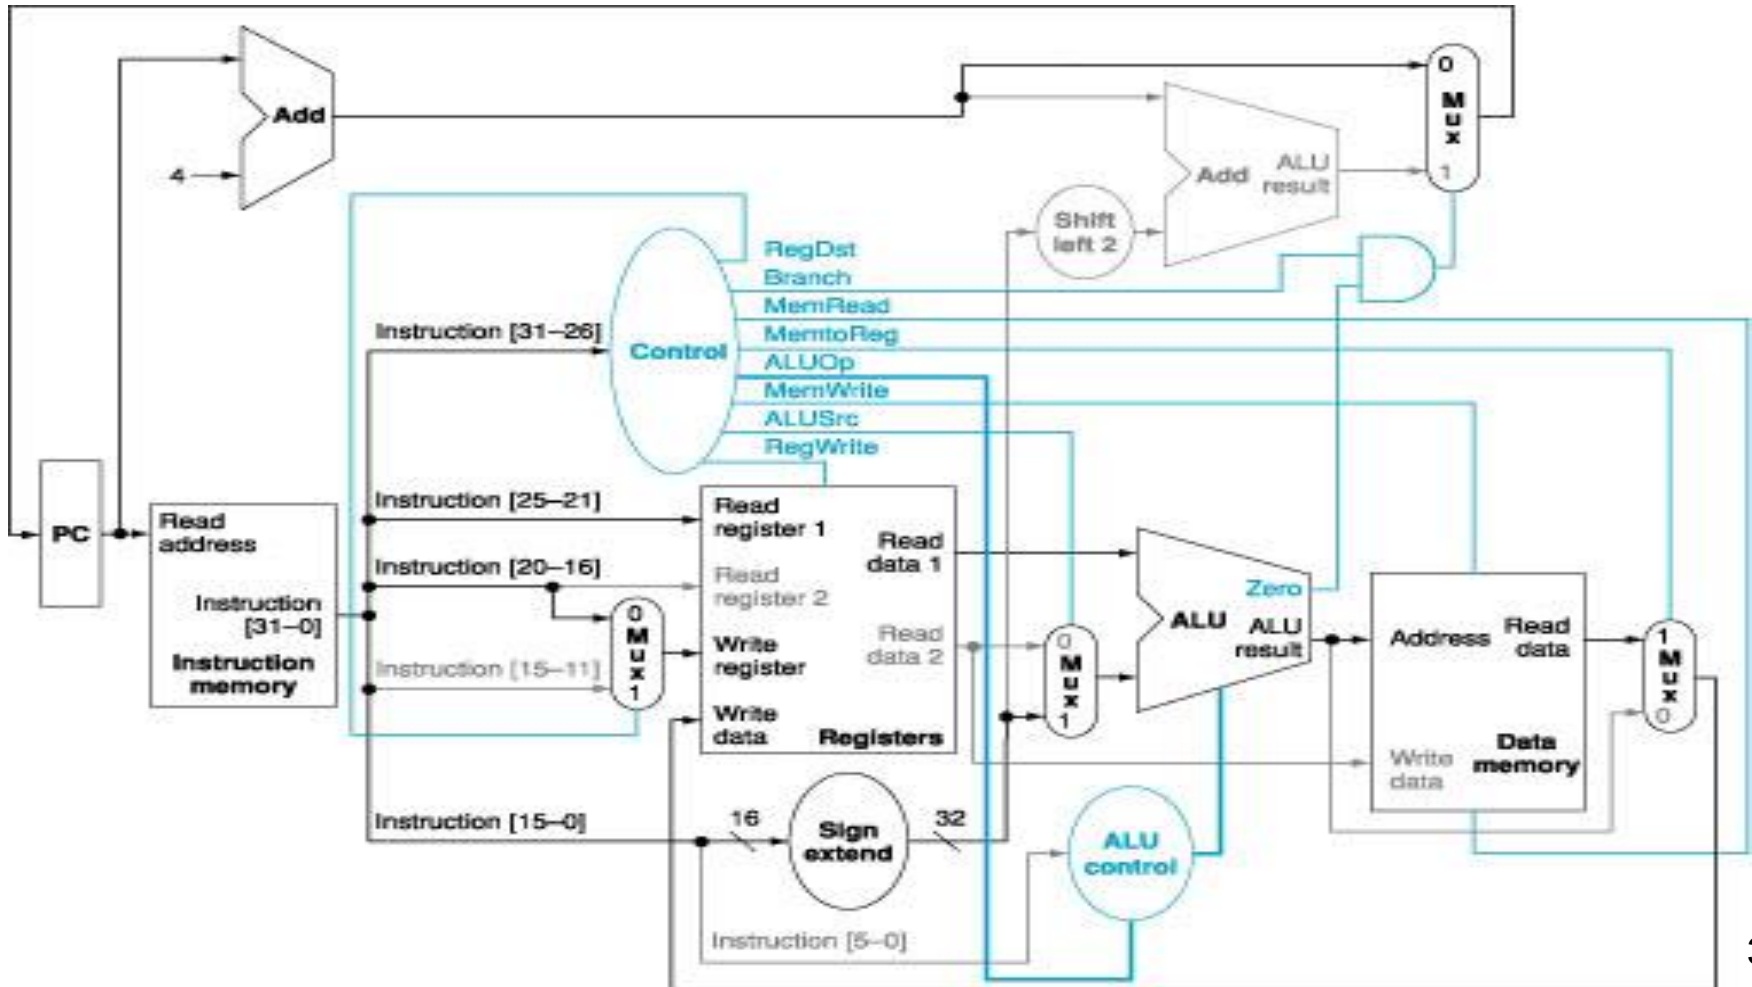 0
M
u
x
1
Add
4
Add
ALU
result
Shift
left 2
RegDst
Branch
MemRead
MemtoReg
ALUOp
MemWrite
ALUSrc
RegWrite
Control
Instruction [31–26]
Instruction [25–21]
Instruction [20–16]
Instruction [15–11]
Instruction [15–0]
Instruction [5–0]
PC
Read
address
Instruction
[31–0]
Instruction
memory
0
M
u
x
1
Read
register 1
Read
register 2
Write
register
Write
data
Read
data 1
Read
data 2
Registers
0
M
u
x
1
Zero
ALU
ALU
result
Address
Read
data
Write
data
Data
memory
1
M
u
x
0
16
Sign
extend
32
ALU
control